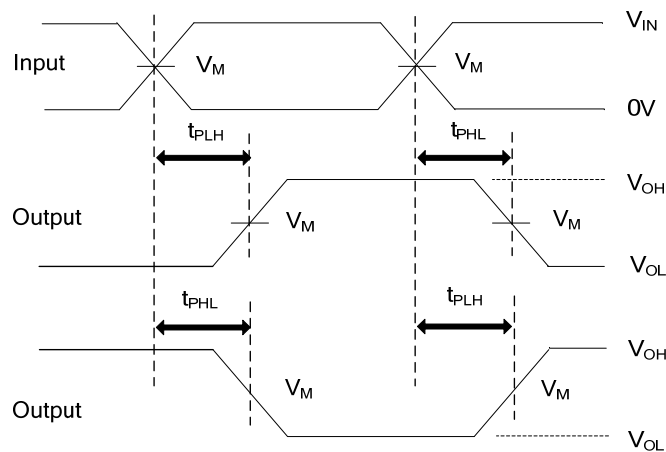 V_IN
Input V_M V_M
0V
t_PLH t_PHL
V_OH
Output V_M V_M
V_OL
t_PHL t_PLH
V_OH
V_M V_M
Output
V_OL